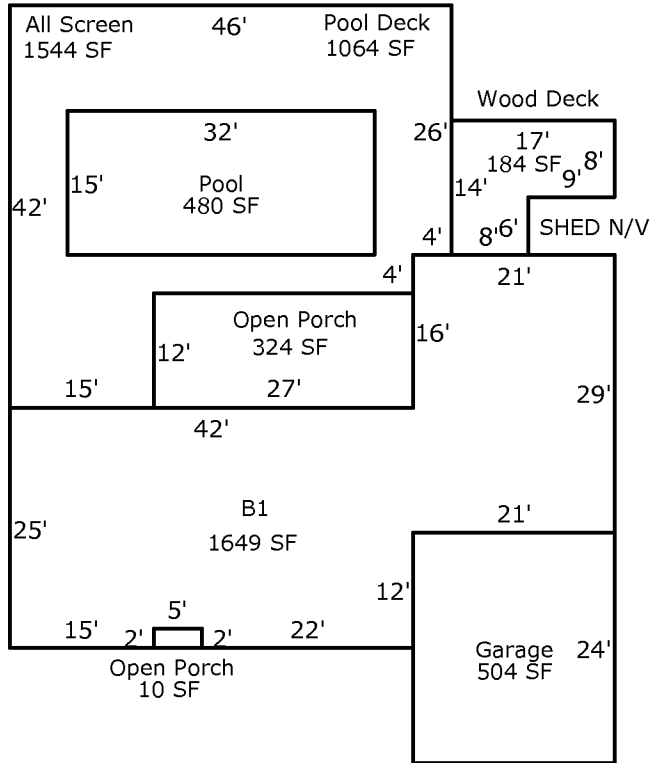 All Screen
1544 SF
46'
Pool Deck
1064 SF
Wood Deck
32'
26'
17'
184 SF
8'
9'
15'
Pool
480 SF
14'
42'
4'
8'
6'
SHED N/V
4'
21'
Open Porch
324 SF
16'
12'
15'
27'
29'
42'
B1
1649 SF
21'
25'
12'
5'
15'
2'
2'
22'
Garage
504 SF
24'
Open Porch
10 SF